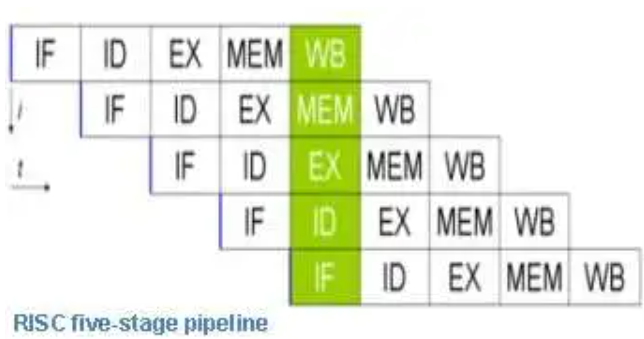 IF ID EX MEM WB
i IF ID EX MEM WB
t IF ID EX MEM WB
IF ID EX MEM WB
IF ID EX MEM WB
RISC five-stage pipeline